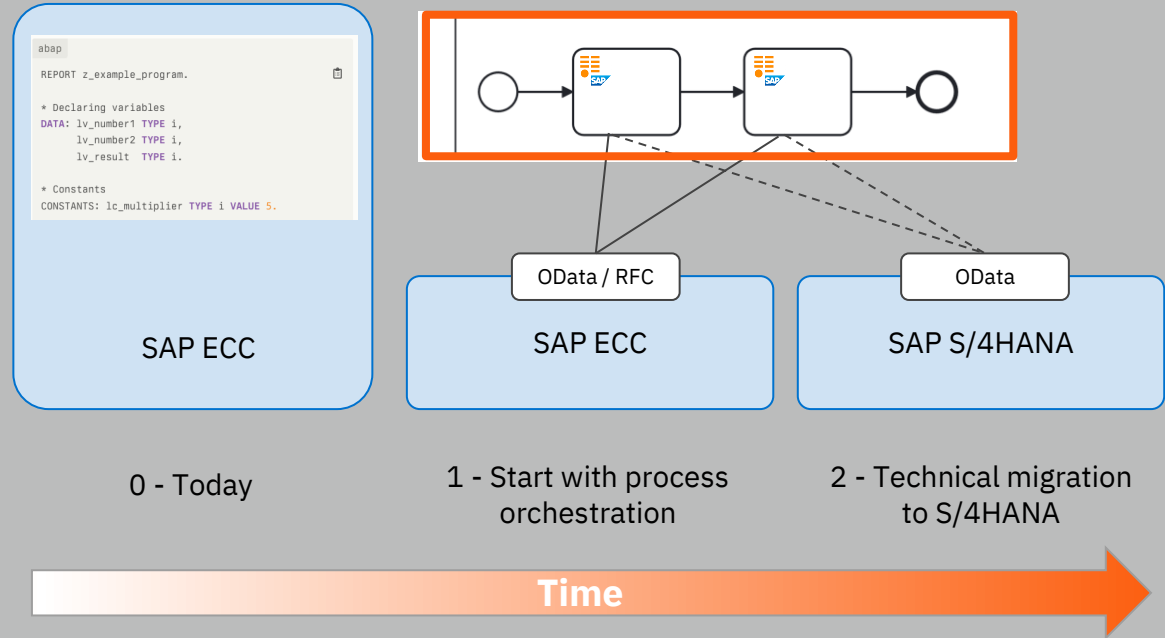 abap
REPORT z_example_program.
* Declaring variables
DATA: lv_number1 TYPE i,
lv_number2 TYPE i,
lv_result TYPE i.
* Constants
CONSTANTS: lc_multiplier TYPE i VALUE 5.
SAP
SAP
OData / RFC
OData
SAP ECC
SAP ECC
SAP S/4HANA
0 - Today
1 - Start with process
orchestration
2 - Technical migration
to S/4HANA
Time